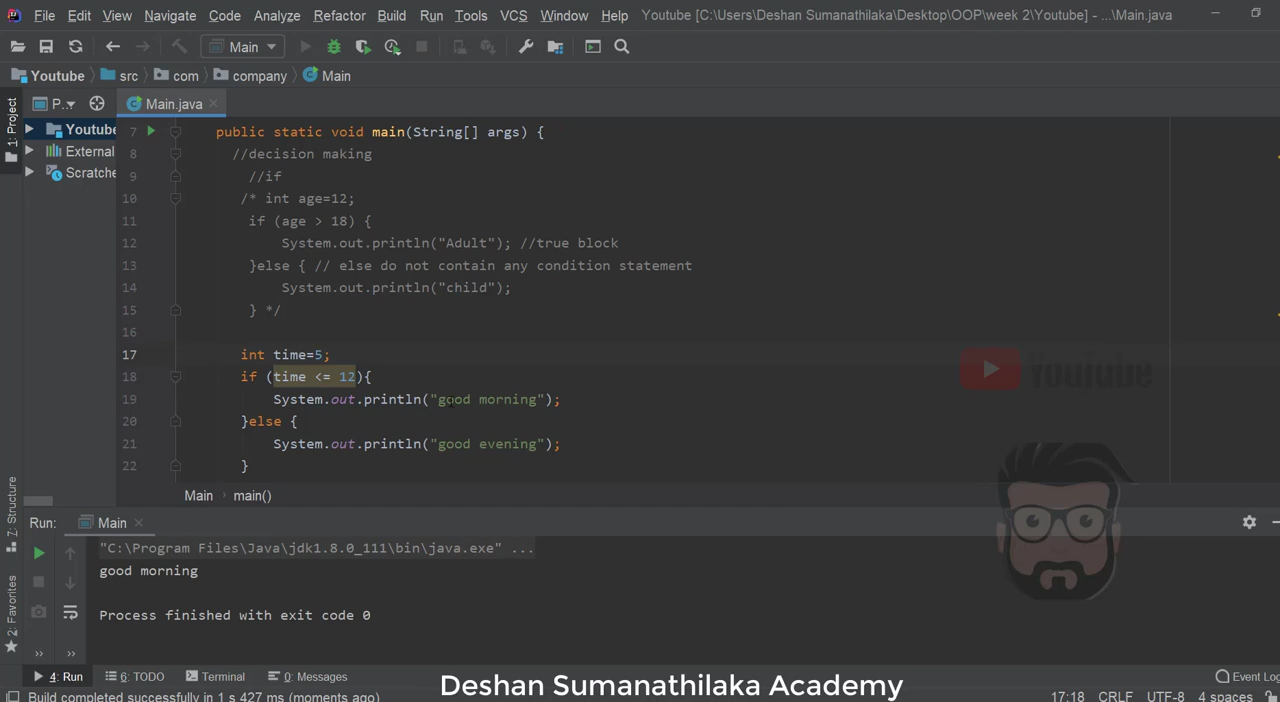 File Edit View Navigate Code Analyze Refactor Build Run Tools VCS Window Help Youtube [C:\Users\Deshan Sumanathilaka\Desktop\OOP\week 2\Youtube] - ...\Main.java
Main
Youtube src com company Main
1: Project
P.. Main.java
Youtube
External
Scratche
7 public static void main(String[] args) {
8 //decision making
9 //if
10 /* int age=12;
11 if (age > 18) {
12 System.out.println("Adult"); //true block
13 }else { // else do not contain any condition statement
14 System.out.println("child");
15 } */
16
17 int time=5;
18 if (time <= 12){
19 System.out.println("good morning");
20 }else {
21 System.out.println("good evening");
22 }
YouTube
Main main()
7: Structure
2: Favorites
Run: Main
"C:\Program Files\Java\jdk1.8.0_111\bin\java.exe" ...
good morning
Process finished with exit code 0
4: Run 6: TODO Terminal 0: Messages Event Log
Deshan Sumanathilaka Academy
Build completed successfully in 1 s 427 ms (moments ago) 17:18 CRLF UTF-8 4 spaces